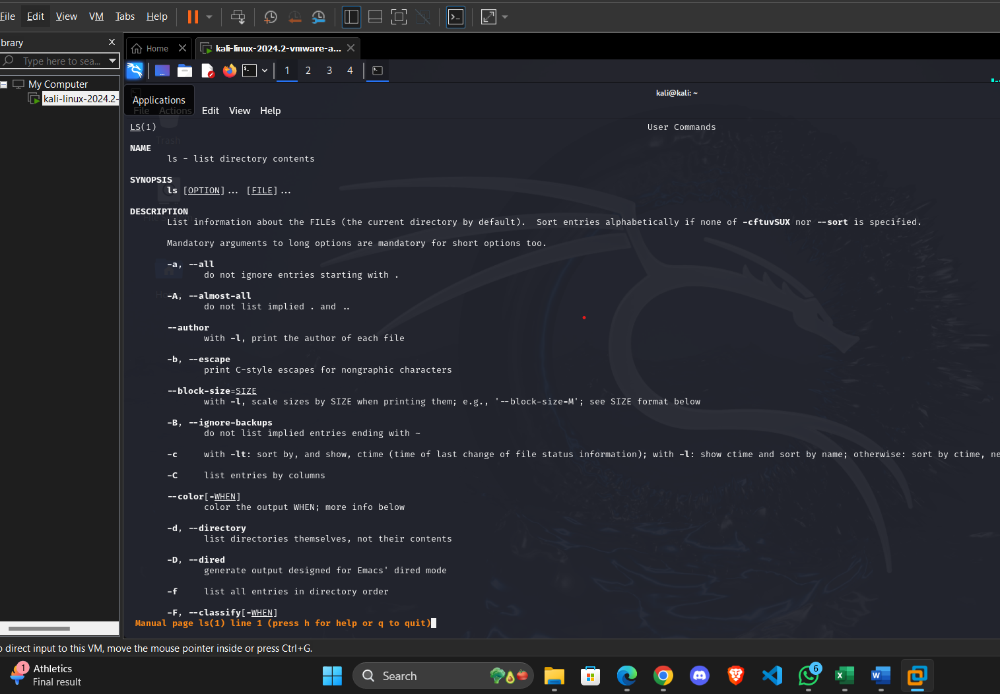 File Edit View VM Tabs Help
brary
Type here to sea...
My Computer
kali-linux-2024.2-
Home
kali-linux-2024.2-vmware-a...
1 2 3 4
kali@kali: ~
Applications
File Actions Edit View Help
Trash
LS(1) User Commands
NAME
ls - list directory contents
SYNOPSIS
ls [OPTION]... [FILE]...
DESCRIPTION
List information about the FILEs (the current directory by default). Sort entries alphabetically if none of -cftuvSUX nor --sort is specified.
Mandatory arguments to long options are mandatory for short options too.
-a, --all
do not ignore entries starting with .
-A, --almost-all
do not list implied . and ..
--author
with -l, print the author of each file
-b, --escape
print C-style escapes for nongraphic characters
--block-size=SIZE
with -l, scale sizes by SIZE when printing them; e.g., '--block-size=M'; see SIZE format below
-B, --ignore-backups
do not list implied entries ending with ~
-c with -lt: sort by, and show, ctime (time of last change of file status information); with -l: show ctime and sort by name; otherwise: sort by ctime, ne
-C list entries by columns
--color[=WHEN]
color the output WHEN; more info below
-d, --directory
list directories themselves, not their contents
-D, --dired
generate output designed for Emacs' dired mode
-f list all entries in directory order
-F, --classify[=WHEN]
Manual page ls(1) line 1 (press h for help or q to quit)
o direct input to this VM, move the mouse pointer inside or press Ctrl+G.
1
Athletics
Final result
Search
6